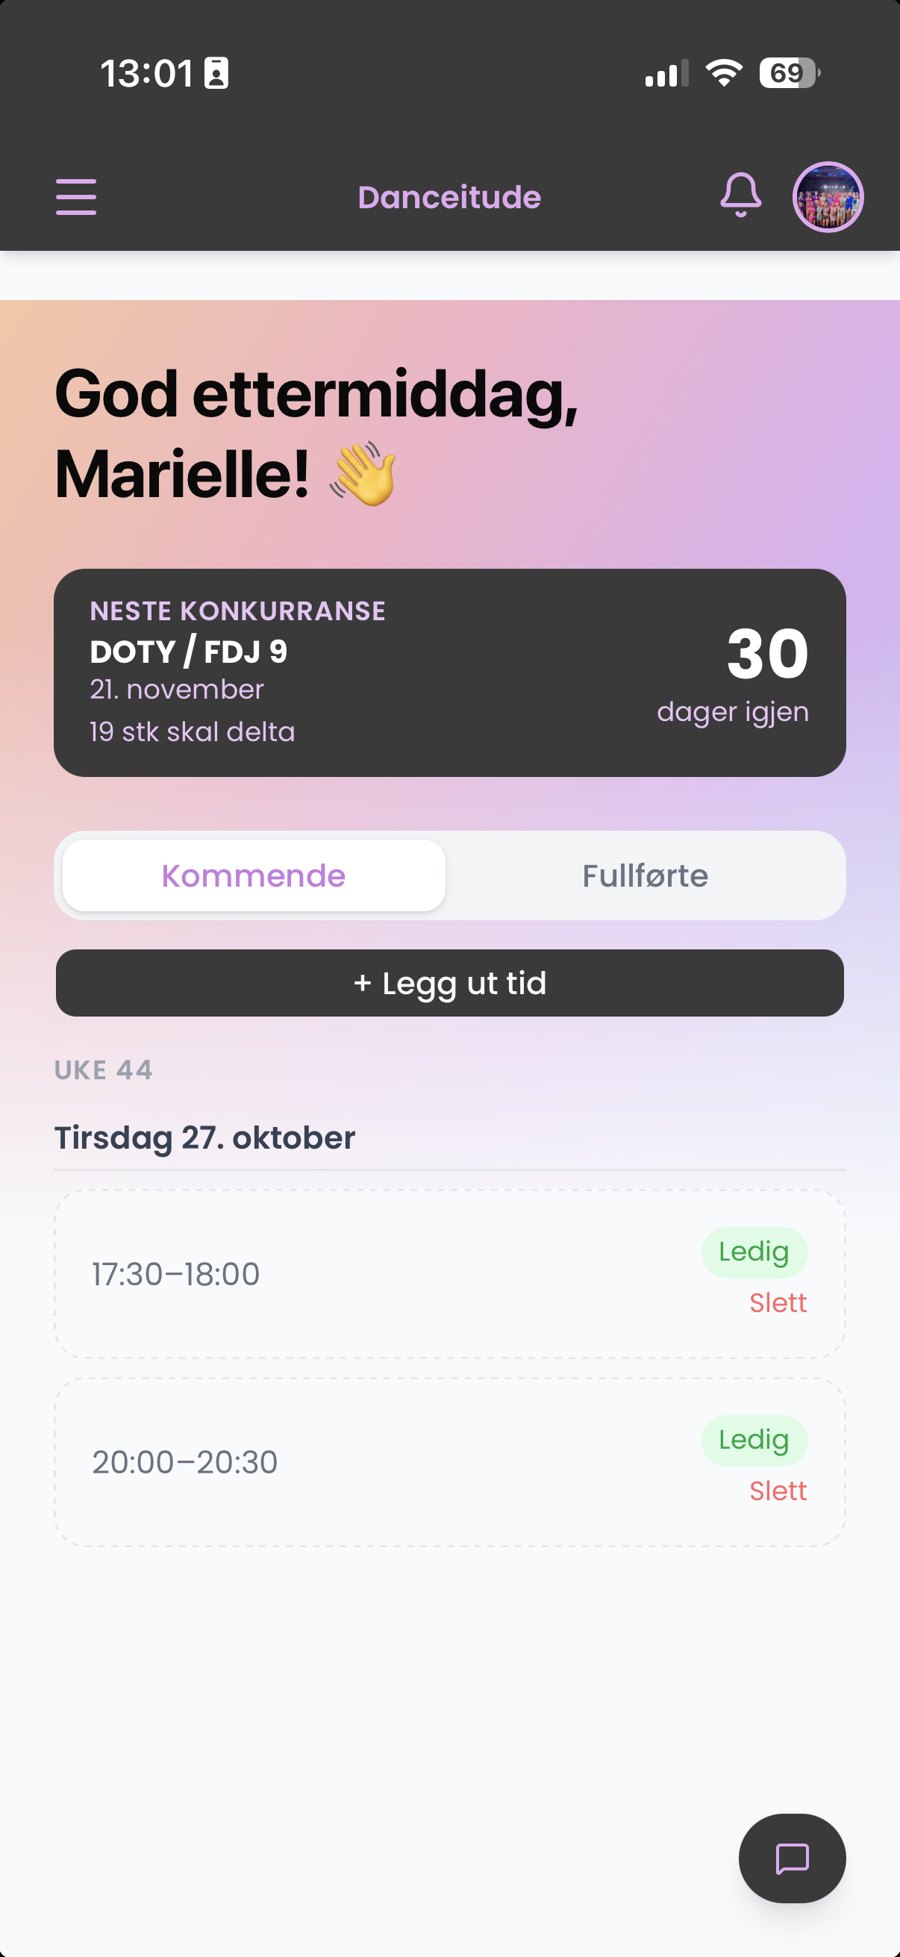 13:01
69
Danceitude
God ettermiddag,
Marielle! 👋
NESTE KONKURRANSE
DOTY / FDJ 9
21. november
19 stk skal delta
30
dager igjen
Kommende
Fullførte
+ Legg ut tid
UKE 44
Tirsdag 27. oktober
17:30–18:00
Ledig
Slett
20:00–20:30
Ledig
Slett